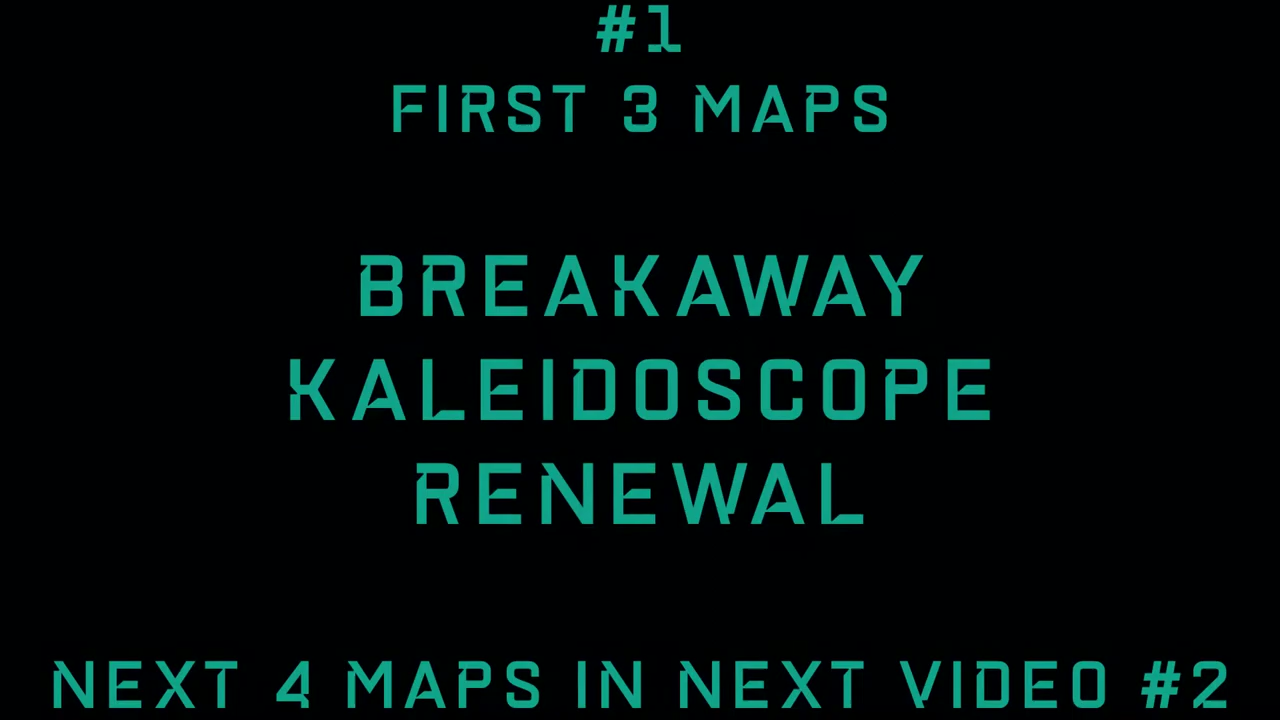 #1
FIRST 3 MAPS
BREAKAWAY
KALEIDOSCOPE
RENEWAL
NEXT 4 MAPS IN NEXT VIDEO #2